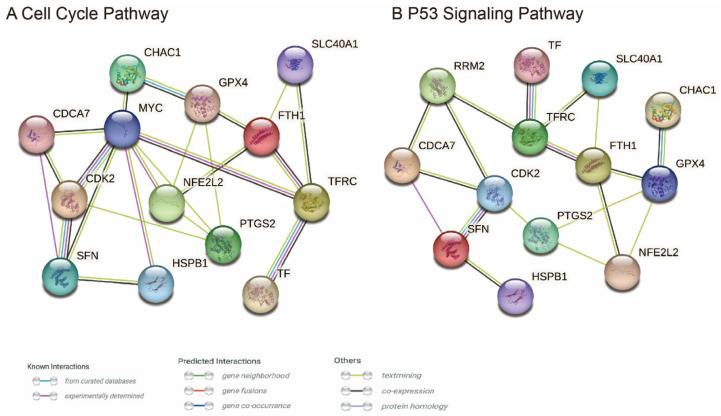 A Cell Cycle Pathway
B P53 Signaling Pathway
CHAC1
SLC40A1
GPX4
CDCA7
MYC
FTH1
CDK2
NFE2L2
TFRC
PTGS2
SFN
HSPB1
TF
TF
RRM2
SLC40A1
CHAC1
TFRC
CDCA7
FTH1
GPX4
CDK2
PTGS2
SFN
NFE2L2
HSPB1
Known Interactions
from curated databases
experimentally determined
Predicted Interactions
gene neighborhood
gene fusions
gene co-occurrence
Others
textmining
co-expression
protein homology